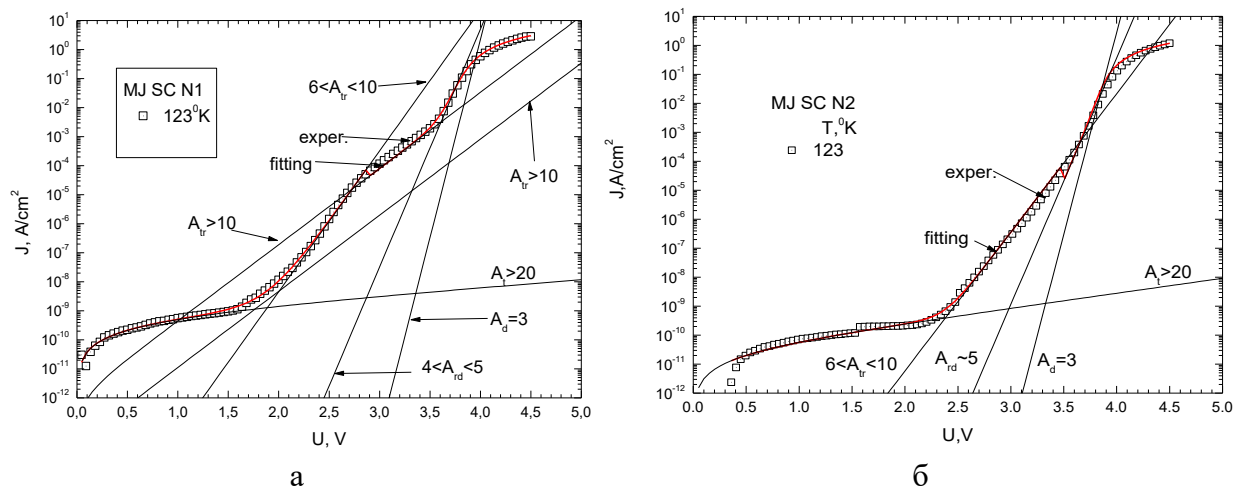 10¹
10⁰
10⁻¹
10⁻²
10⁻³
10⁻⁴
10⁻⁵
10⁻⁶
10⁻⁷
10⁻⁸
10⁻⁹
10⁻¹⁰
10⁻¹¹
10⁻¹²
J, A/cm²
MJ SC N1
123⁰K
6<Aₜᵣ<10
exper.
fitting
Aₜᵣ>10
Aₜᵣ>10
Aₜ>20
A_d=3
4<A_rd<5
0,0 0,5 1,0 1,5 2,0 2,5 3,0 3,5 4,0 4,5 5,0
U, V
а
10¹
10⁰
10⁻¹
10⁻²
10⁻³
10⁻⁴
10⁻⁵
10⁻⁶
10⁻⁷
10⁻⁸
10⁻⁹
10⁻¹⁰
10⁻¹¹
10⁻¹²
J,A/cm²
MJ SC N2
T,⁰K
123
exper.
fitting
Aₜ>20
6<Aₜᵣ<10
A_rd~5
A_d=3
0.0 0.5 1.0 1.5 2.0 2.5 3.0 3.5 4.0 4.5 5.0
U,V
б